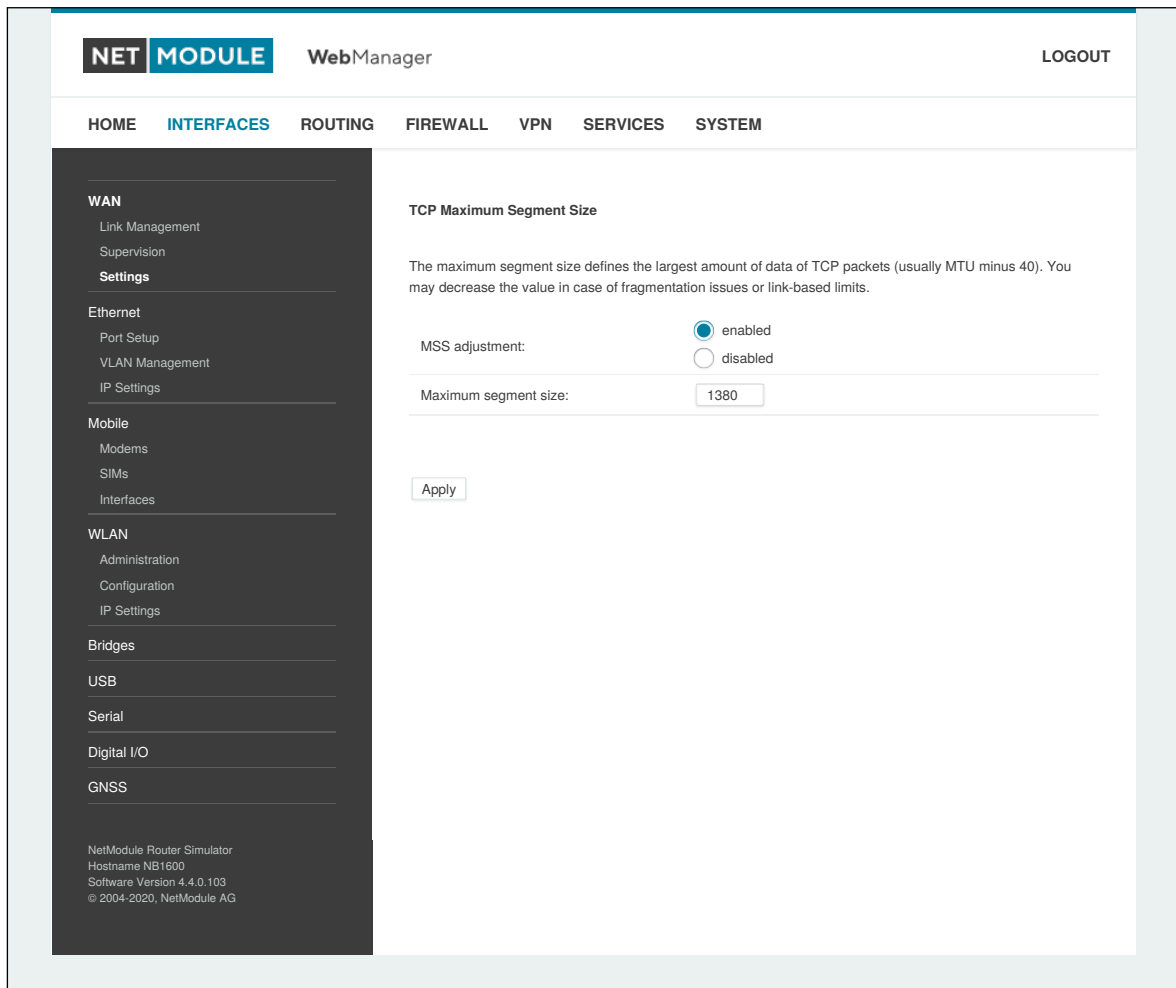 NET MODULE WebManager LOGOUT
HOME INTERFACES ROUTING FIREWALL VPN SERVICES SYSTEM
WAN
Link Management
Supervision
Settings
Ethernet
Port Setup
VLAN Management
IP Settings
Mobile
Modems
SIMs
Interfaces
WLAN
Administration
Configuration
IP Settings
Bridges
USB
Serial
Digital I/O
GNSS
NetModule Router Simulator
Hostname NB1600
Software Version 4.4.0.103
© 2004-2020, NetModule AG
TCP Maximum Segment Size
The maximum segment size defines the largest amount of data of TCP packets (usually MTU minus 40). You
may decrease the value in case of fragmentation issues or link-based limits.
MSS adjustment:
enabled
disabled
Maximum segment size: 1380
Apply